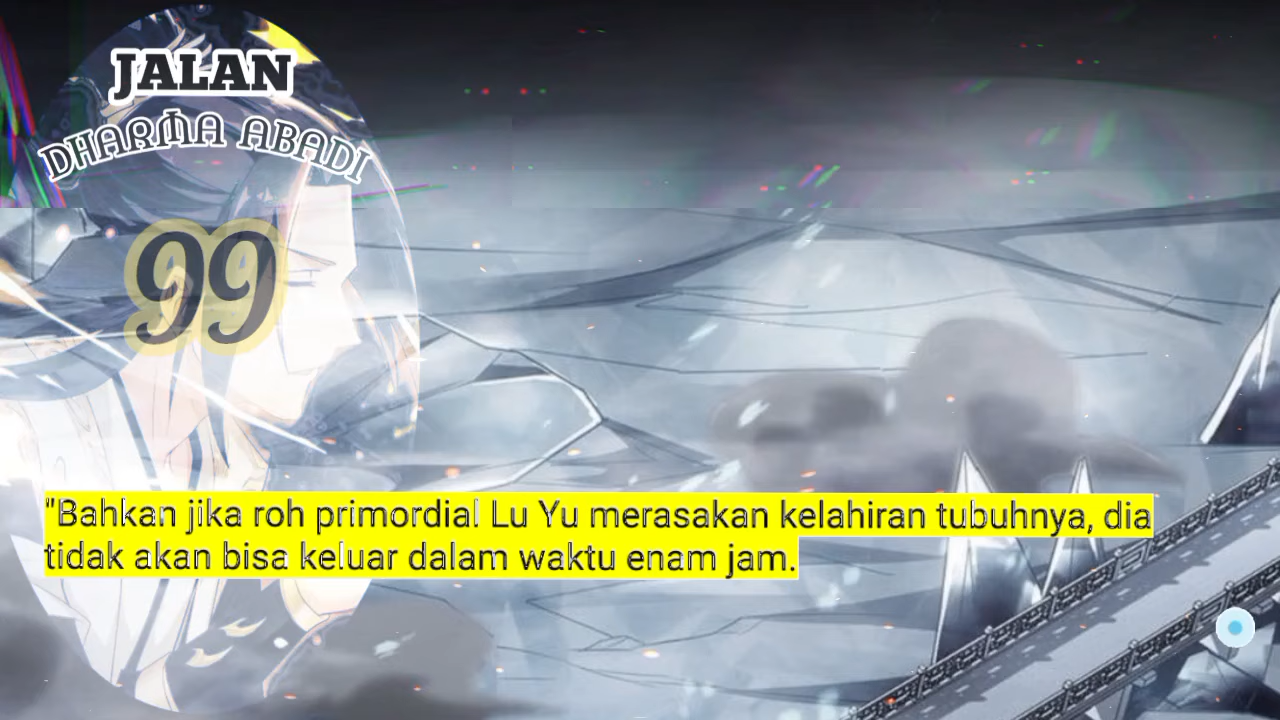 JALAN
DHARMA ABADI
99
"Bahkan jika roh primordial Lu Yu merasakan kelahiran tubuhnya, dia
tidak akan bisa keluar dalam waktu enam jam.